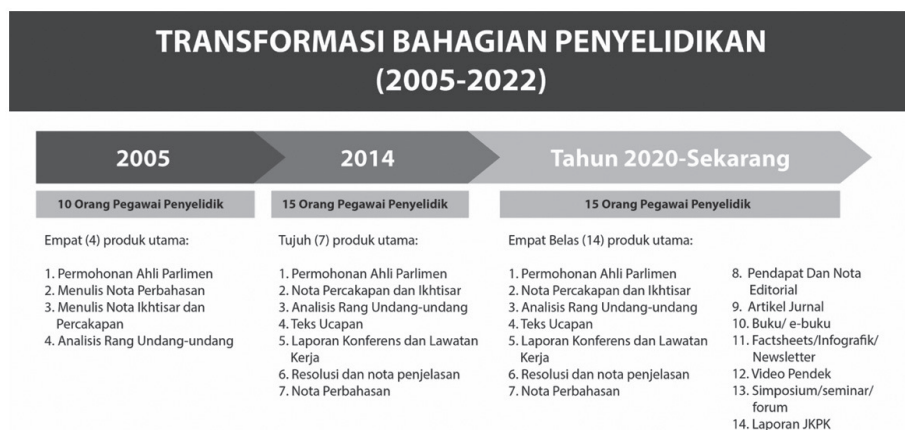 TRANSFORMASI BAHAGIAN PENYELIDIKAN
(2005-2022)
2005
2014
Tahun 2020-Sekarang
10 Orang Pegawai Penyelidik
15 Orang Pegawai Penyelidik
15 Orang Pegawai Penyelidik
Empat (4) produk utama:
1. Permohonan Ahli Parlimen
2. Menulis Nota Perbahasan
3. Menulis Nota Ikhtisar dan
Percakapan
4. Analisis Rang Undang-undang
Tujuh (7) produk utama:
1. Permohonan Ahli Parlimen
2. Nota Percakapan dan Ikhtisar
3. Analisis Rang Undang-undang
4. Teks Ucapan
5. Laporan Konferens dan Lawatan
Kerja
6. Resolusi dan nota penjelasan
7. Nota Perbahasan
Empat Belas (14) produk utama:
1. Permohonan Ahli Parlimen
2. Nota Percakapan dan Ikhtisar
3. Analisis Rang Undang-undang
4. Teks Ucapan
5. Laporan Konferens dan Lawatan
Kerja
6. Resolusi dan nota penjelasan
7. Nota Perbahasan
8. Pendapat Dan Nota
Editorial
9. Artikel Jurnal
10. Buku/ e-buku
11. Factsheets/Infografik/
Newsletter
12. Video Pendek
13. Simposium/seminar/
forum
14. Laporan JKPK